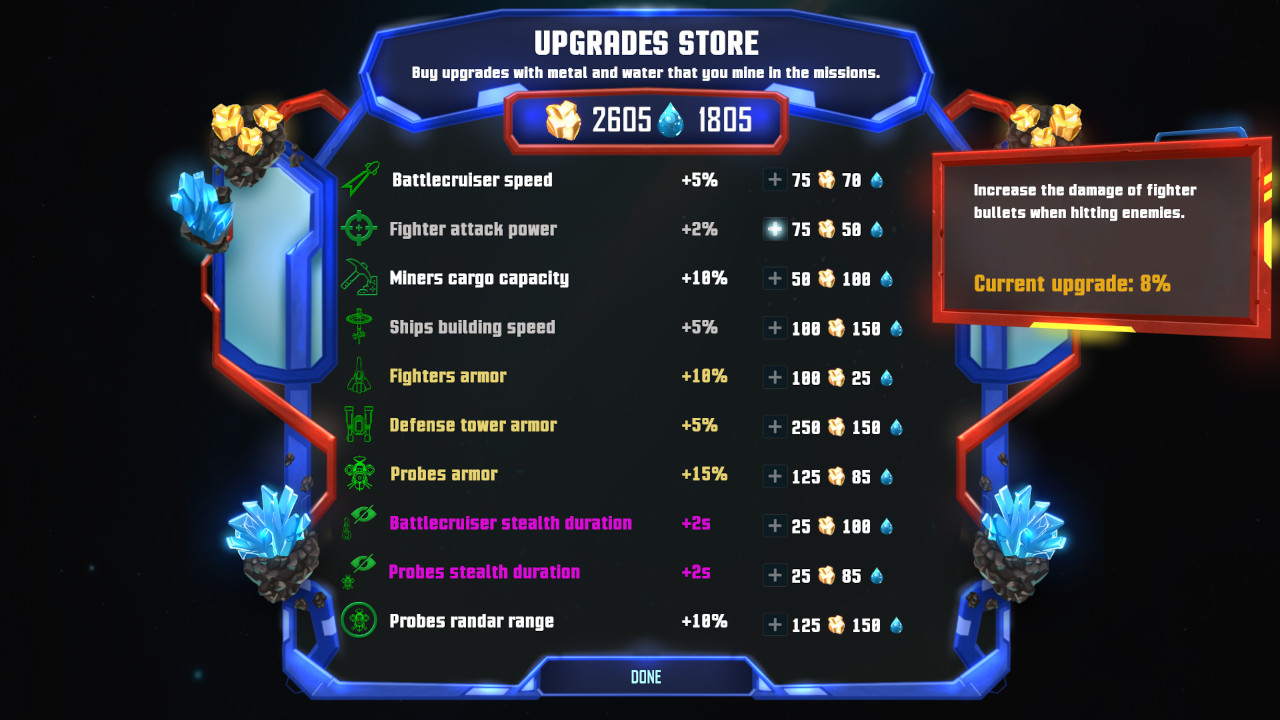 UPGRADES STORE
Buy upgrades with metal and water that you mine in the missions.
2605 1805
Battlecruiser speed +5% 75 70
Fighter attack power +2% 75 50
Miners cargo capacity +10% 50 100
Ships building speed +5% 100 150
Fighters armor +10% 100 25
Defense tower armor +5% 250 150
Probes armor +15% 125 85
Battlecruiser stealth duration +2s 25 100
Probes stealth duration +2s 25 85
Probes randar range +10% 125 150
DONE
Increase the damage of fighter
bullets when hitting enemies.
Current upgrade: 8%